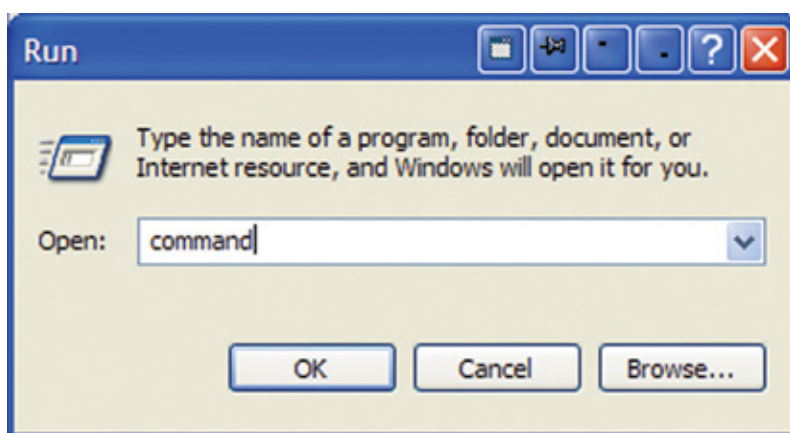 Run
?
Type the name of a program, folder, document, or
Internet resource, and Windows will open it for you.
Open: command
OK Cancel Browse...